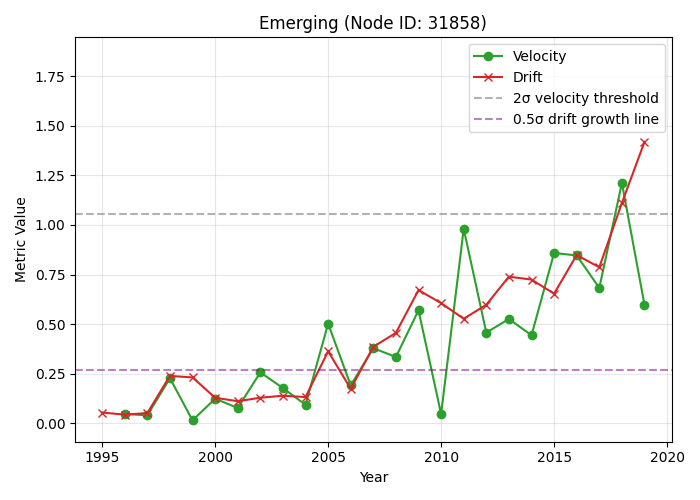 Emerging (Node ID: 31858)
Metric Value
1.75
1.50
1.25
1.00
0.75
0.50
0.25
0.00
Velocity
Drift
2σ velocity threshold
0.5σ drift growth line
1995 2000 2005 2010 2015 2020
Year